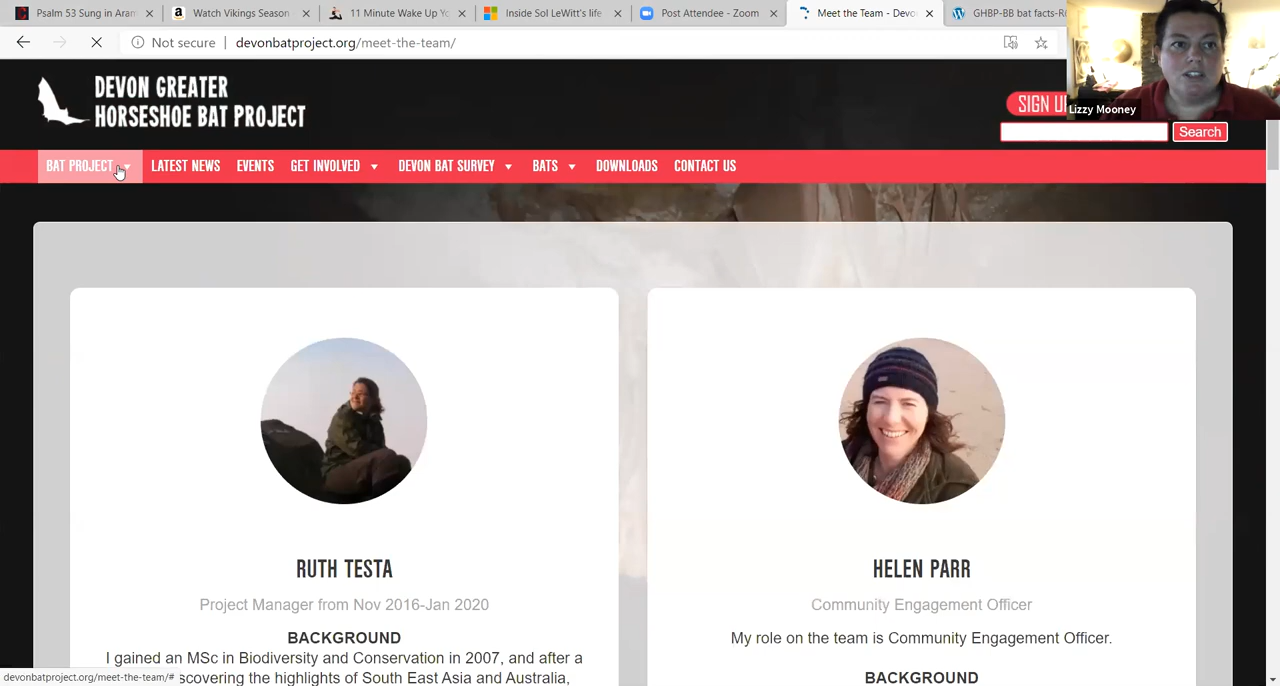 Psalm 53 Sung in Aram
Watch Vikings Season
11 Minute Wake Up Yo
Inside Sol LeWitt's life
Post Attendee - Zoom
Meet the Team - Devo
GHBP-BB bat facts-R
Not secure | devonbatproject.org/meet-the-team/
Lizzy Mooney
DEVON GREATER
HORSESHOE BAT PROJECT
SIGN U
Search
BAT PROJECT LATEST NEWS EVENTS GET INVOLVED DEVON BAT SURVEY BATS DOWNLOADS CONTACT US
RUTH TESTA
Project Manager from Nov 2016-Jan 2020
BACKGROUND
I gained an MSc in Biodiversity and Conservation in 2007, and after a
scovering the highlights of South East Asia and Australia,
HELEN PARR
Community Engagement Officer
My role on the team is Community Engagement Officer.
BACKGROUND
devonbatproject.org/meet-the-team/#